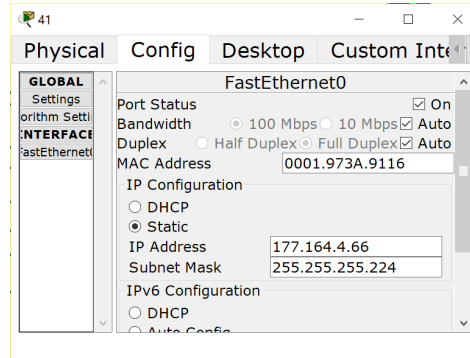 41
Physical Config Desktop Custom Inte
GLOBAL
Settings
orithm Setti
INTERFACE
FastEthernet0
Port Status On
Bandwidth 100 Mbps 10 Mbps Auto
Duplex Half Duplex Full Duplex Auto
MAC Address 0001.973A.9116
IP Configuration
DHCP
Static
IP Address 177.164.4.66
Subnet Mask 255.255.255.224
IPv6 Configuration
DHCP
Auto Config